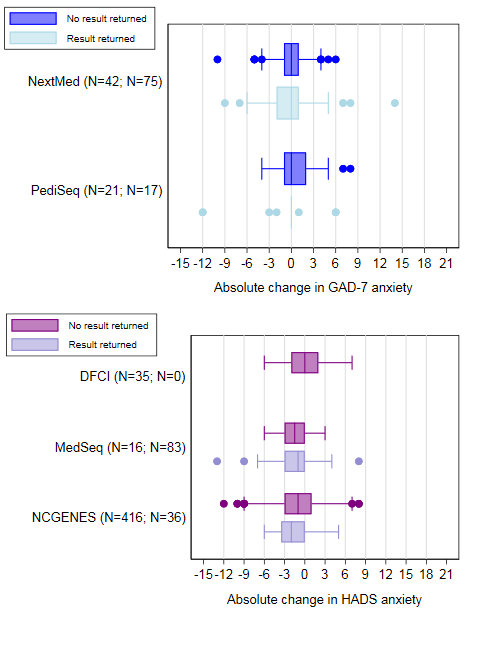 No result returned
Result returned
NextMed (N=42; N=75)
PediSeq (N=21; N=17)
-15 -12 -9 -6 -3 0 3 6 9 12 15 18 21
Absolute change in GAD-7 anxiety
No result returned
Result returned
DFCI (N=35; N=0)
MedSeq (N=16; N=83)
NCGENES (N=416; N=36)
-15 -12 -9 -6 -3 0 3 6 9 12 15 18 21
Absolute change in HADS anxiety